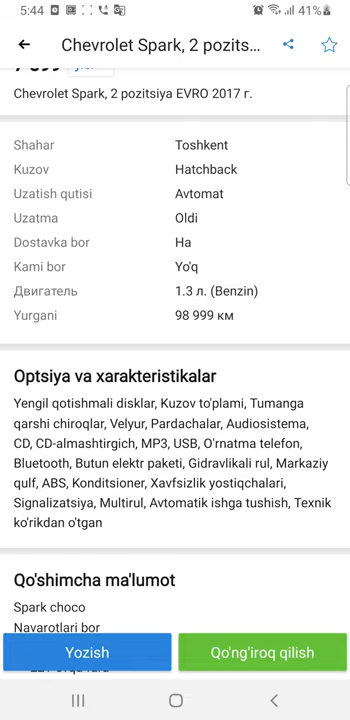 5:44
41%
Chevrolet Spark, 2 pozits...
Chevrolet Spark, 2 pozitsiya EVRO 2017 г.
Shahar Toshkent
Kuzov Hatchback
Uzatish qutisi Avtomat
Uzatma Oldi
Dostavka bor Ha
Kami bor Yo'q
Двигатель 1.3 л. (Benzin)
Yurgani 98 999 км
Optsiya va xarakteristikalar
Yengil qotishmali disklar, Kuzov to'plami, Tumanga
qarshi chiroqlar, Velyur, Pardachalar, Audiosistema,
CD, CD-almashtirgich, MP3, USB, O'rnatma telefon,
Bluetooth, Butun elektr paketi, Gidravlikali rul, Markaziy
qulf, ABS, Konditsioner, Xavfsizlik yostiqchalari,
Signalizatsiya, Multirul, Avtomatik ishga tushish, Texnik
ko'rikdan o'tgan
Qo'shimcha ma'lumot
Spark choco
Navarotlari bor
Yozish
Qo'ng'iroq qilish